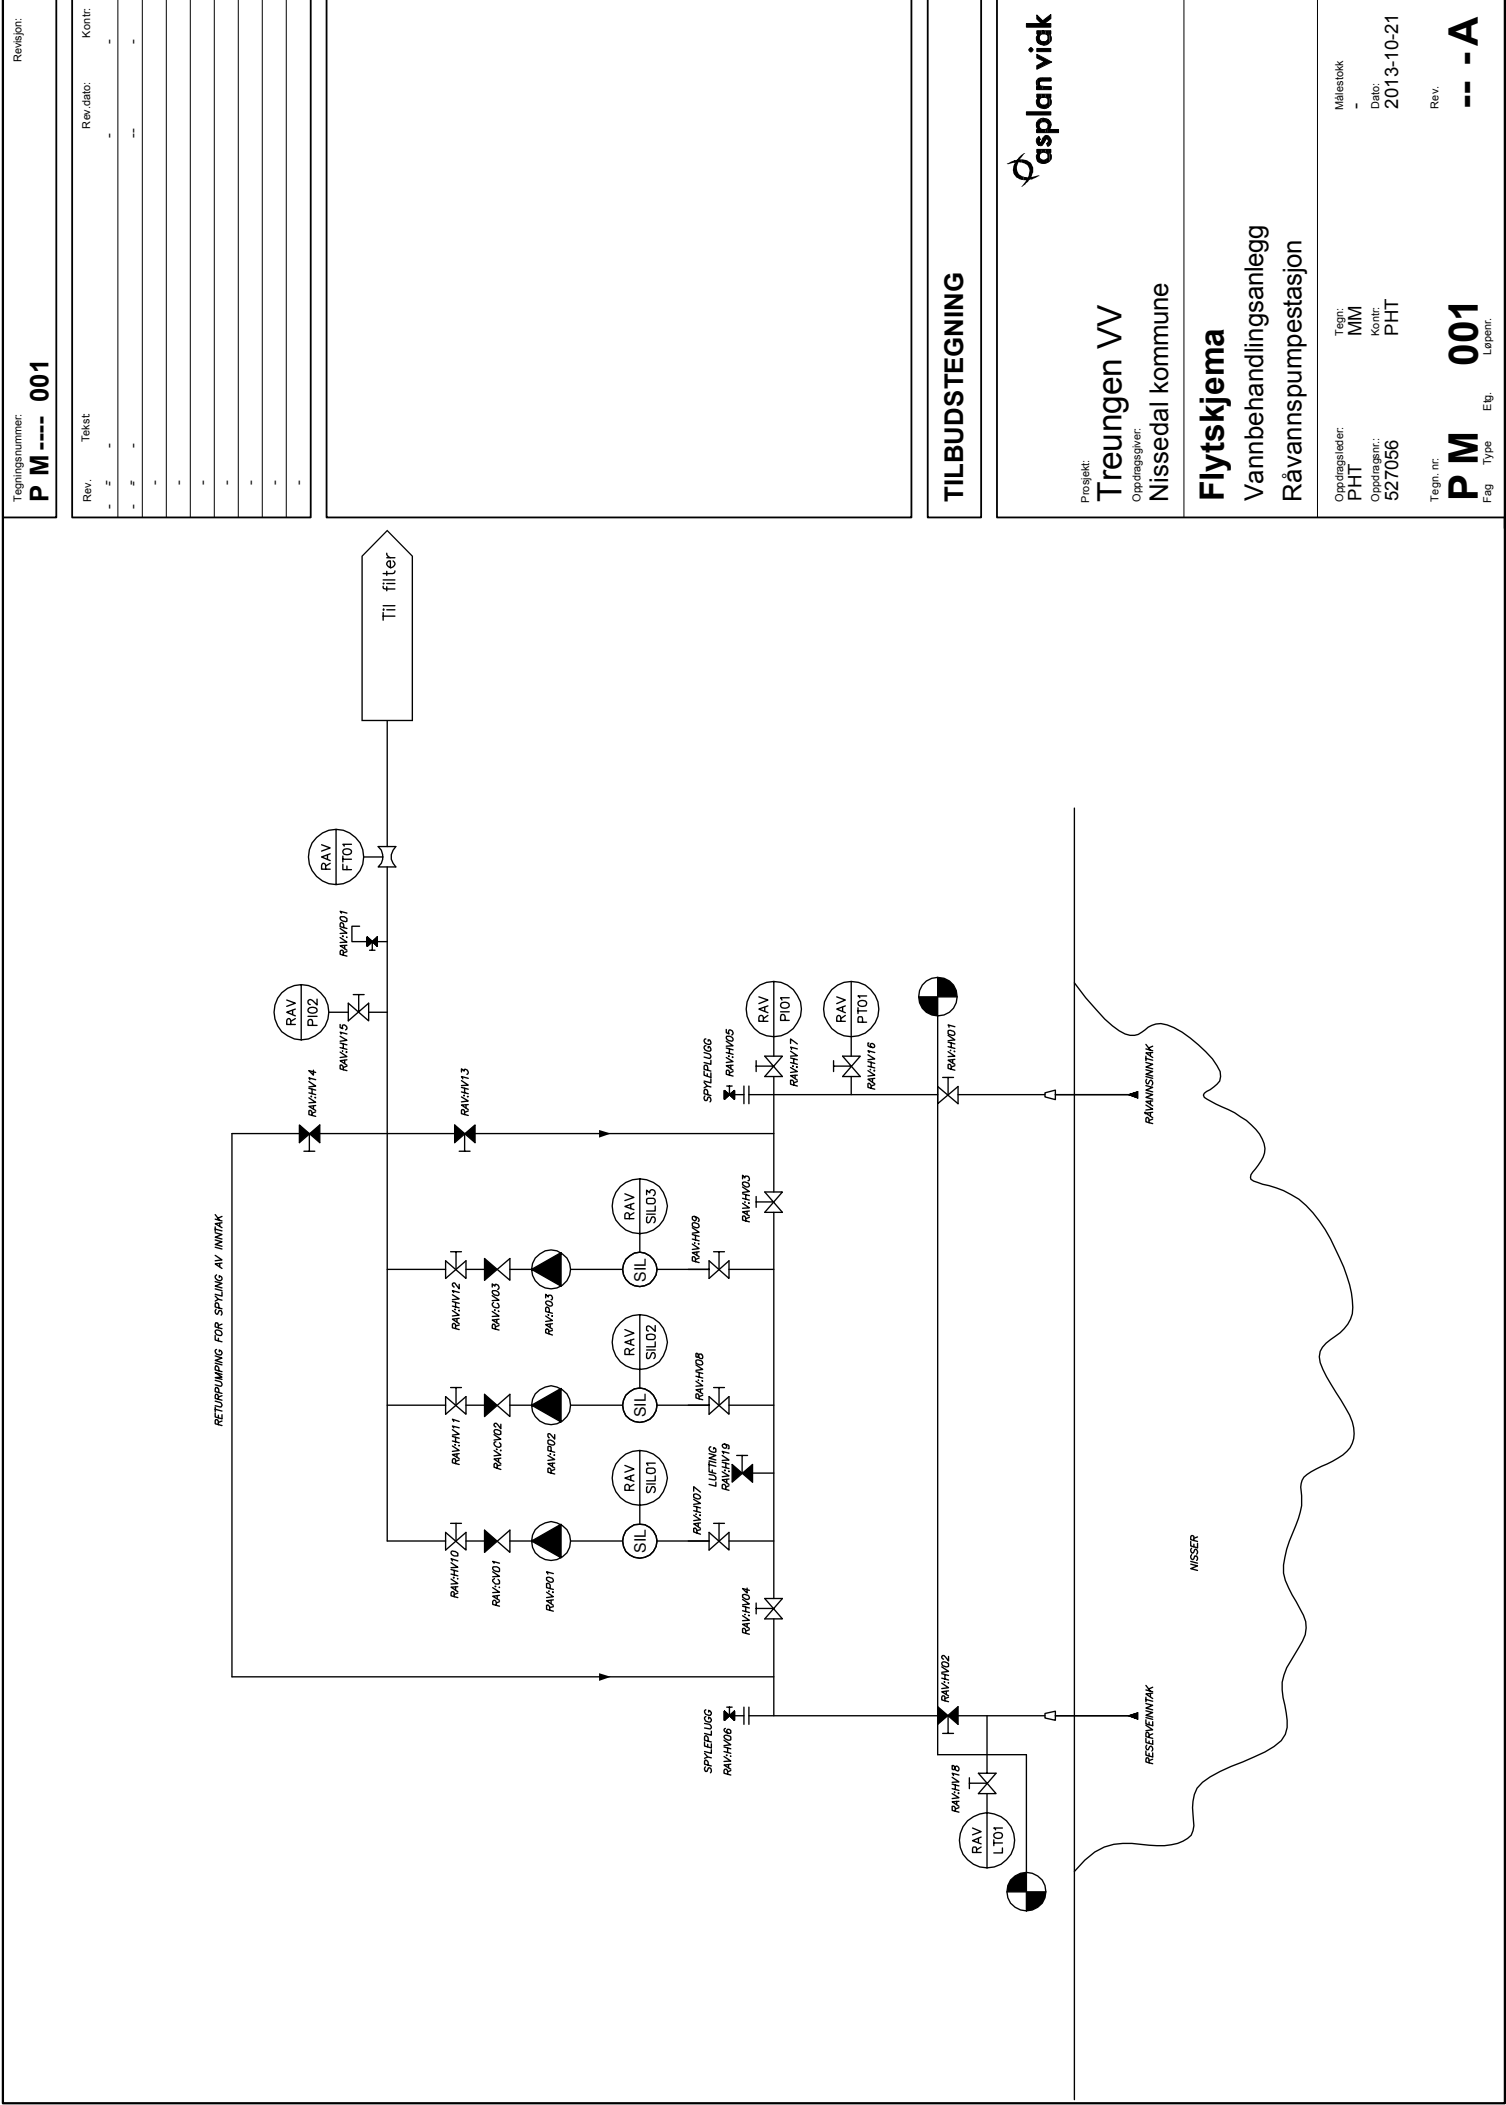 Tegningsnummer:
Revisjon:
P M ---- 001
Rev.
Tekst
Rev.dato:
Kontr:
- # - - -
- # - -- -
-
-
-
-
-
-
-
TILBUDSTEGNING
asplan viak
Prosjekt:
Treungen VV
Oppdragsgiver:
Nissedal kommune
Flytskjema
Vannbehandlingsanlegg
Råvannspumpestasjon
Oppdragsleder:
PHT
Tegn:
MM
Målestokk
-
Oppdragsnr.:
527056
Kontr:
PHT
Dato:
2013-10-21
Tegn. nr:
Rev.
P M 001 -- - A
Fag Type Etg. Løpenr.
RETURPUMPING FOR SPYLING AV INNTAK
RAV:HV14
RAV PI02
RAV:HV15
RAV:VP01
RAV FT01
Til filter
RAV:HV10
RAV:HV11
RAV:HV12
RAV:HV13
RAV:CV01
RAV:CV02
RAV:CV03
RAV:P01
RAV:P02
RAV:P03
SIL
RAV SIL01
SIL
RAV SIL02
SIL
RAV SIL03
RAV:HV07
LUFTING
RAV:HV19
RAV:HV08
RAV:HV09
SPYLEPLUGG
RAV:HV06
SPYLEPLUGG
RAV:HV05
RAV:HV04
RAV:HV03
RAV PI01
RAV:HV17
RAV PT01
RAV:HV16
RAV:HV02
RAV:HV01
RAV:HV18
RAV LT01
RESERVEINNTAK
RÅVANNSINNTAK
NISSER